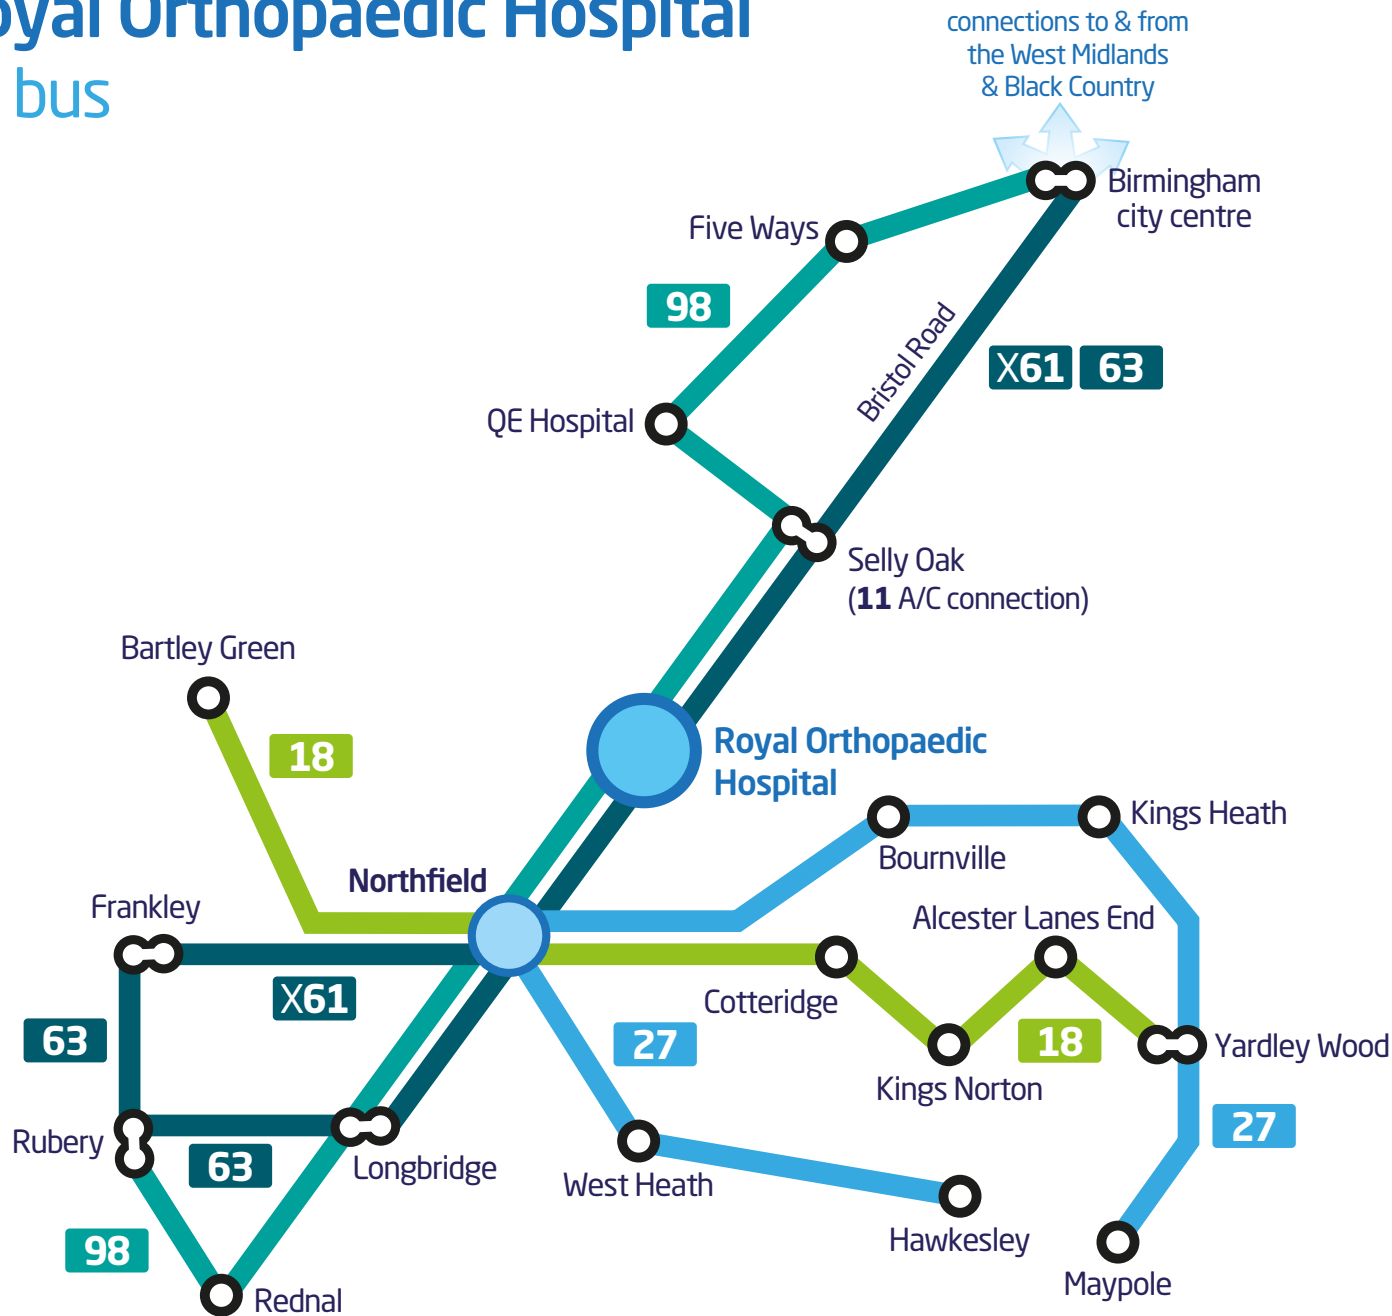 oyal Orthopaedic Hospital
bus
connections to & from
the West Midlands
& Black Country
Birmingham
city centre
Five Ways
98
Bristol Road
X61 63
QE Hospital
Selly Oak
(11 A/C connection)
Bartley Green
18
Royal Orthopaedic
Hospital
Kings Heath
Bournville
Northfield
Frankley
Alcester Lanes End
X61
Cotteridge
63
27
18
Yardley Wood
Kings Norton
27
Rubery
63
Longbridge
West Heath
98
Hawkesley
Maypole
Rednal